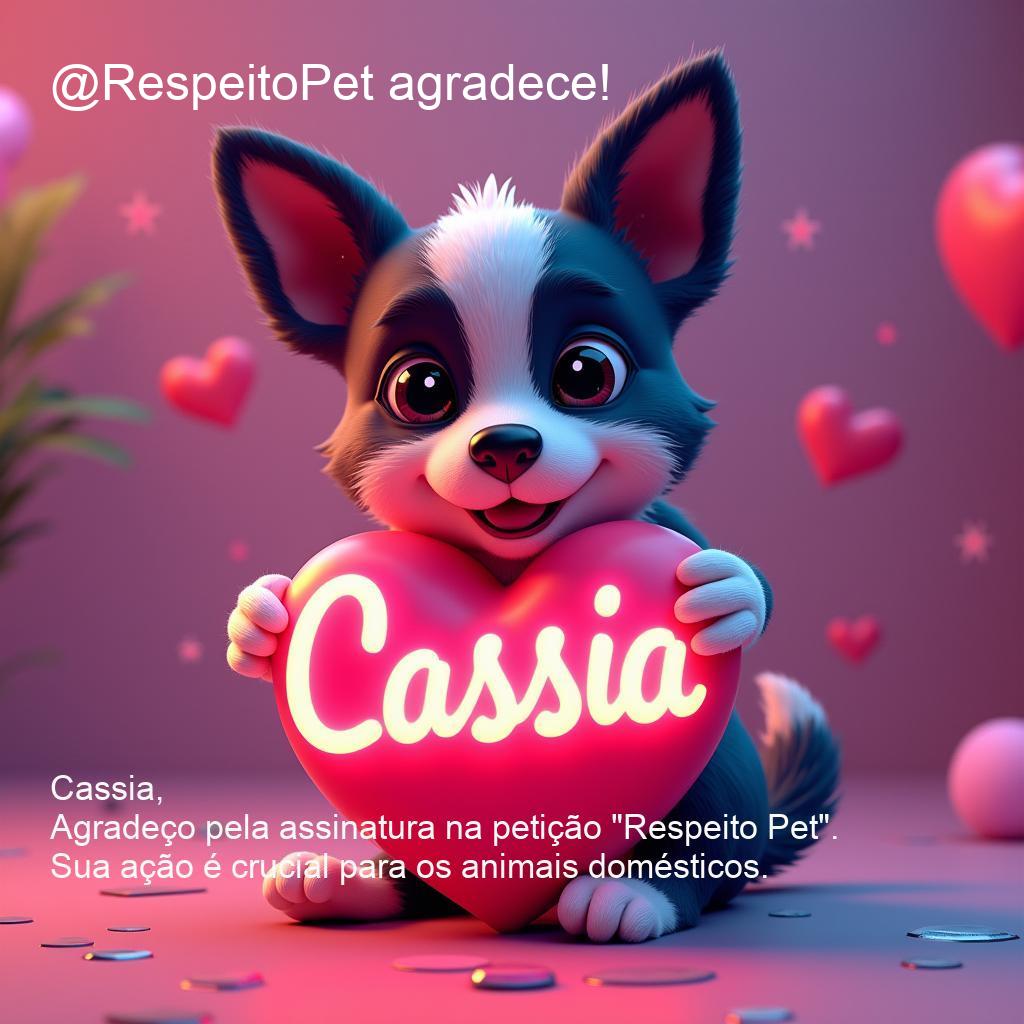 @RespeitoPet agradece!
Cassia
Cassia,
Agradeço pela assinatura na petição "Respeito Pet".
Sua ação é crucial para os animais domésticos.